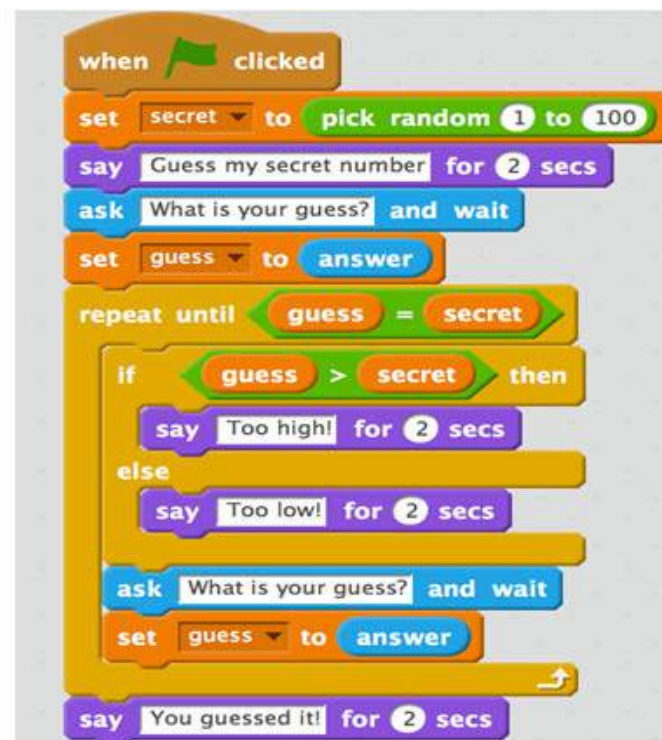 when clicked
set secret to pick random 1 to 100
say Guess my secret number for 2 secs
ask What is your guess? and wait
set guess to answer
repeat until guess = secret
if guess > secret then
say Too high! for 2 secs
else
say Too low! for 2 secs
ask What is your guess? and wait
set guess to answer
say You guessed it! for 2 secs